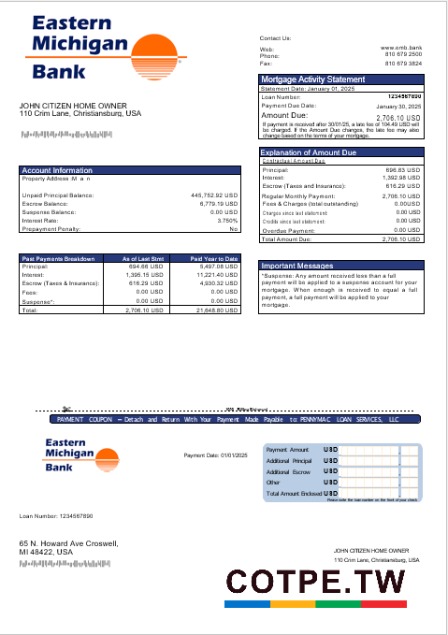 Eastern
Michigan
Bank
Contact Us:
Web: www.emb.bank
Phone: 810 679 2500
Fax: 810 679 3824
Mortgage Activity Statement
Statement Date: January 01, 2025
Loan Number: 1234567890
Payment Due Date: January 30, 2025
Amount Due: 2,706.10 USD
If payment is received after 30/01/25, a late fee of 104.49 USD will
be charged. If the Amount Due changes, the late fee may also
change based on the terms of your mortgage.
JOHN CITIZEN HOME OWNER
110 Crim Lane, Christiansburg, USA
Explanation of Amount Due
Contractual Amount Due
Principal: 696.83 USD
Interest: 1,392.98 USD
Escrow (Taxes and Insurance): 616.29 USD
Regular Monthly Payment: 2,706.10 USD
Fees & Charges (total outstanding) 0.00USD
Charges since last statement: 0.00 USD
Credits since last statement: 0.00 USD
Overdue Payment: 0.00 USD
Total Amount Due: 2,706.10 USD
Account Information
Property Address M a n
Unpaid Principal Balance: 445,752.92 USD
Escrow Balance: 6,779.19 USD
Suspense Balance: 0.00 USD
Interest Rate: 3.750%
Prepayment Penalty: No
Past Payments Breakdown As of Last Stmt Paid Year to Date
Principal: 694.66 USD 5,497.08 USD
Interest: 1,395.15 USD 11,221.40 USD
Escrow (Taxes & Insurance): 616.29 USD 4,930.32 USD
Fees: 0.00 USD 0.00 USD
Suspense*: 0.00 USD 0.00 USD
Total: 2,706.10 USD 21,648.80 USD
Important Messages
*Suspense: Any amount received less than a full
payment will be applied to a suspense account for your
mortgage. When enough is received to equal a full
payment, a full payment will be applied to your
mortgage.
PAYMENT COUPON – Detach and Return With Your Payment Made Payable to: PENNYMAC LOAN SERVICES, LLC
Eastern
Michigan
Bank
Payment Date: 01/01/2025
Payment Amount USD
Additional Principal USD
Additional Escrow USD
Other USD
Total Amount Enclosed USD
Please write the loan number on the front of your check.
Loan Number: 1234567890
65 N. Howard Ave Croswell,
MI 48422, USA
JOHN CITIZEN HOME OWNER
110 Crim Lane, Christiansburg, USA
COTPE.TW